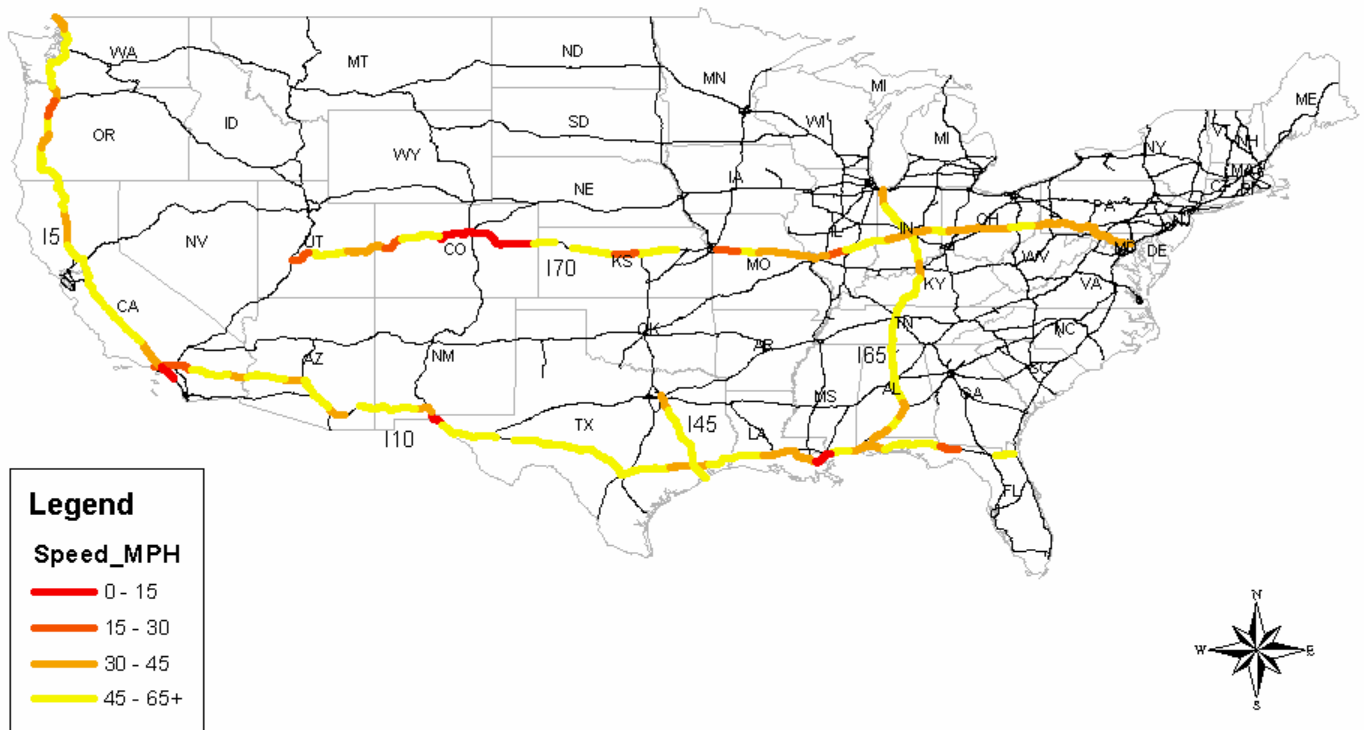 WA
MT
ND
MN
MI
ME
OR
ID
SD
WI
MI
NY
NH
WY
MA
IA
NE
PA
I5
NV
UT
CO
IL
IN
OH
NJ
MD
DE
I70
KS
MO
WV
KY
VA
CA
OK
TN
NC
AZ
NM
AR
I65
SC
MS
AL
GA
TX
I45
LA
I10
FL
Legend
Speed_MPH
0 - 15
15 - 30
30 - 45
45 - 65+
N
W
E
S